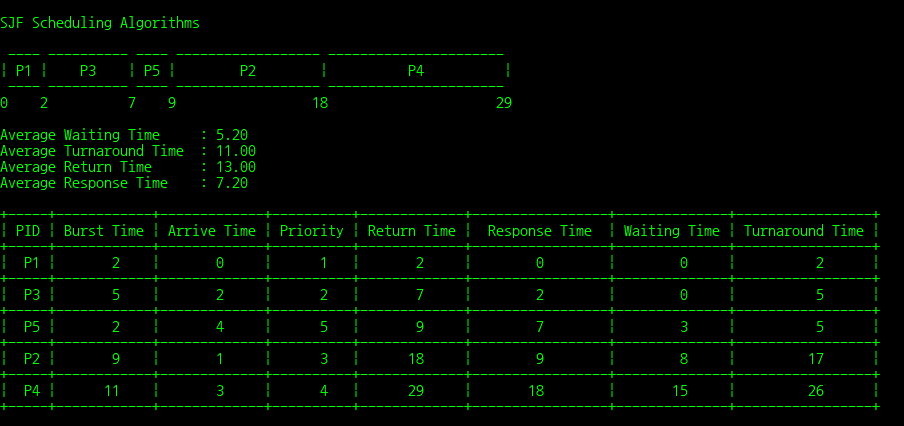 SJF Scheduling Algorithms
 ---- ---------- ---- ------------------ ----------------------
¦ P1 ¦    P3    ¦ P5 ¦        P2        ¦          P4          ¦
 ---- ---------- ---- ------------------ ----------------------
0    2          7    9                 18                     29
Average Waiting Time     : 5.20
Average Turnaround Time  : 11.00
Average Return Time      : 13.00
Average Response Time    : 7.20
+-----+------------+-------------+----------+-------------+-----------------+--------------+-----------------+
¦ PID ¦ Burst Time ¦ Arrive Time ¦ Priority ¦ Return Time ¦  Response Time  ¦ Waiting Time ¦ Turnaround Time ¦
+-----+------------+-------------+----------+-------------+-----------------+--------------+-----------------+
¦  P1 ¦       2    ¦       0     ¦     1    ¦       2     ¦        0        ¦       0      ¦         2       ¦
+-----+------------+-------------+----------+-------------+-----------------+--------------+-----------------+
¦  P3 ¦       5    ¦       2     ¦     2    ¦       7     ¦        2        ¦       0      ¦         5       ¦
+-----+------------+-------------+----------+-------------+-----------------+--------------+-----------------+
¦  P5 ¦       2    ¦       4     ¦     5    ¦       9     ¦        7        ¦       3      ¦         5       ¦
+-----+------------+-------------+----------+-------------+-----------------+--------------+-----------------+
¦  P2 ¦       9    ¦       1     ¦     3    ¦      18     ¦        9        ¦       8      ¦        17       ¦
+-----+------------+-------------+----------+-------------+-----------------+--------------+-----------------+
¦  P4 ¦      11    ¦       3     ¦     4    ¦      29     ¦       18        ¦      15      ¦        26       ¦
+-----+------------+-------------+----------+-------------+-----------------+--------------+-----------------+